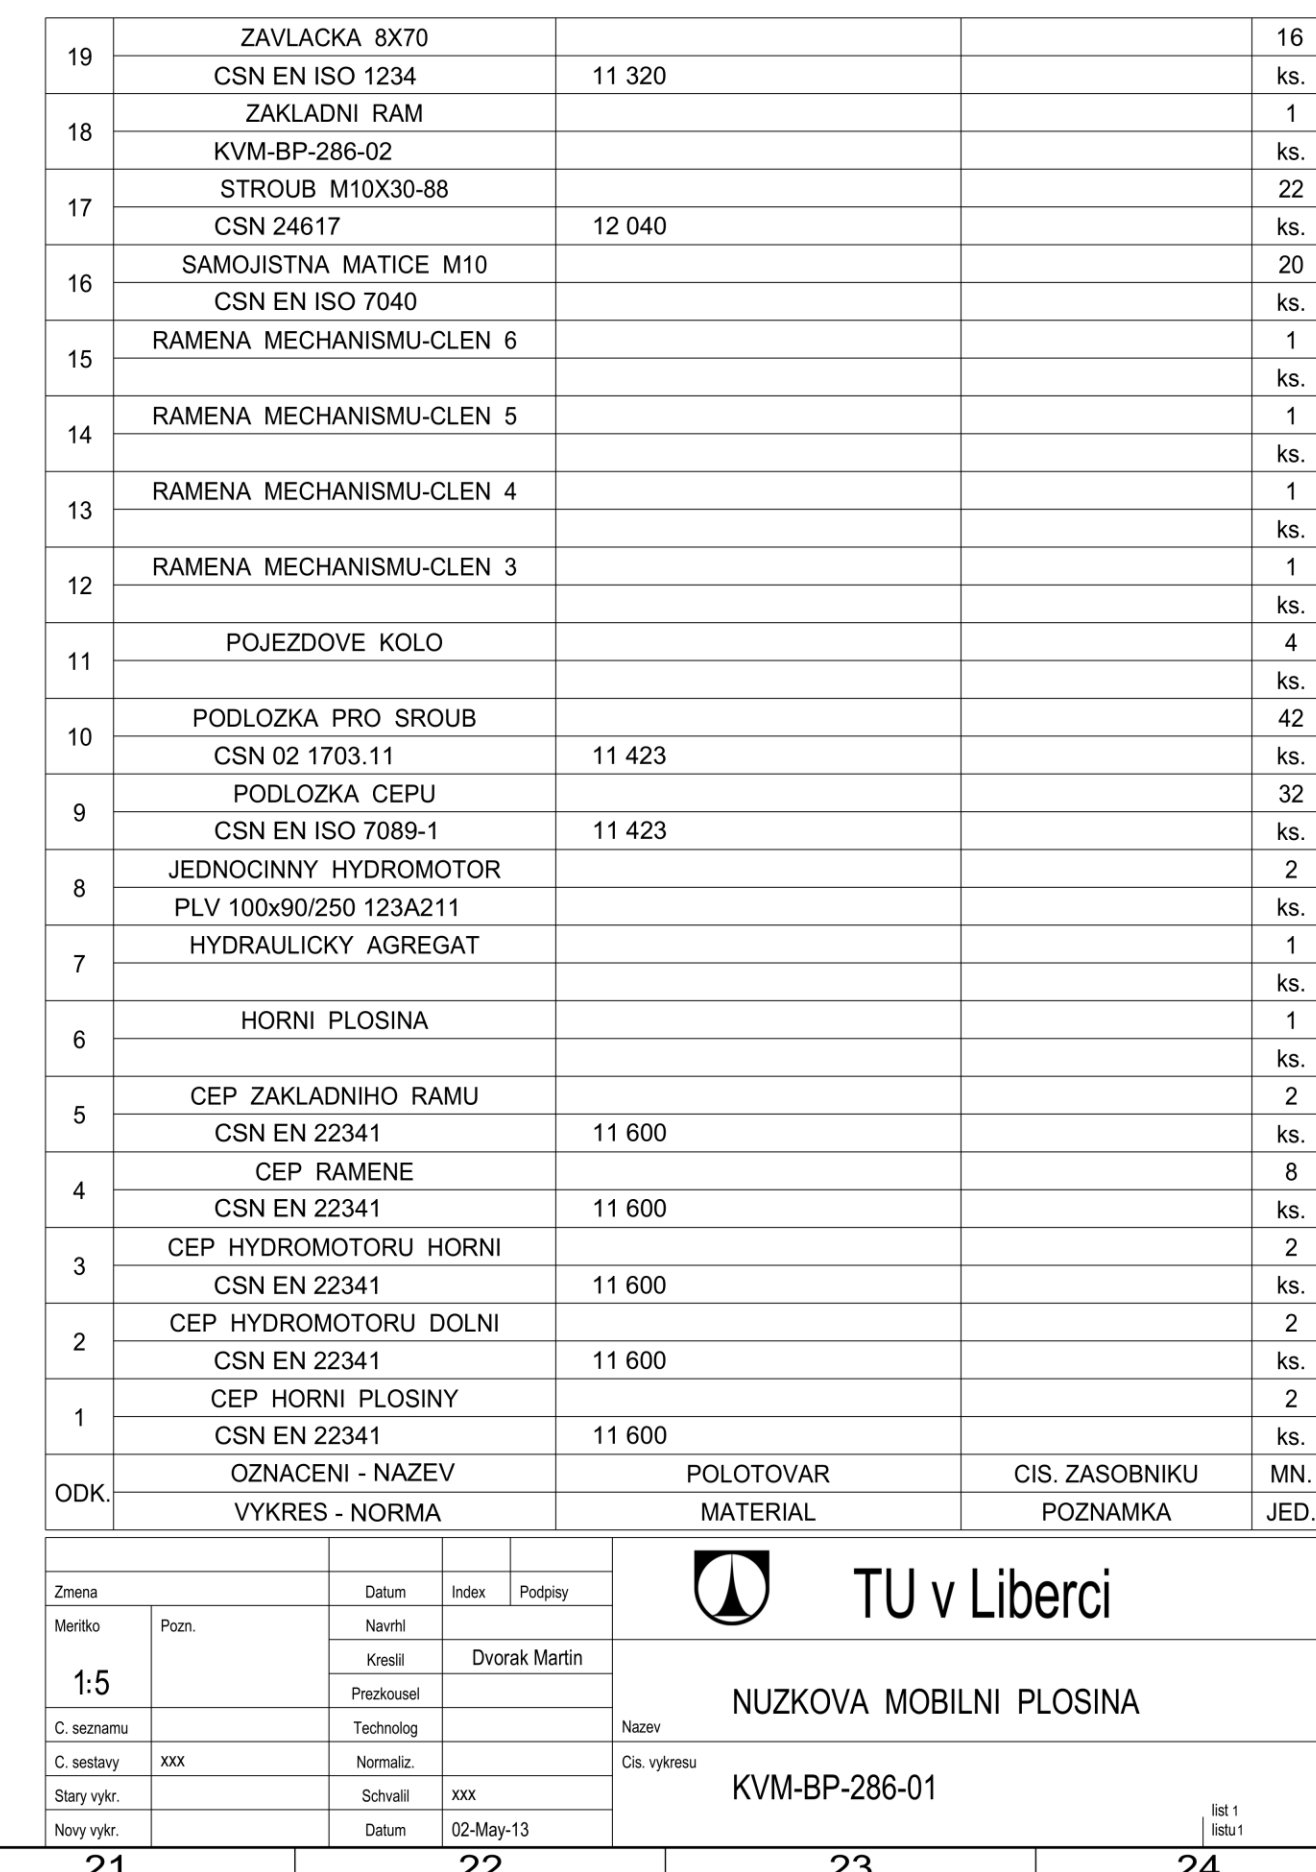 ZAVLACKA 8X70 16
19
CSN EN ISO 1234 11 320 ks.
ZAKLADNI RAM 1
18
KVM-BP-286-02 ks.
STROUB M10X30-88 22
17
CSN 24617 12 040 ks.
SAMOJISTNA MATICE M10 20
16
CSN EN ISO 7040 ks.
RAMENA MECHANISMU-CLEN 6 1
15
ks.
RAMENA MECHANISMU-CLEN 5 1
14
ks.
RAMENA MECHANISMU-CLEN 4 1
13
ks.
RAMENA MECHANISMU-CLEN 3 1
12
ks.
POJEZDOVE KOLO 4
11
ks.
PODLOZKA PRO SROUB 42
10
CSN 02 1703.11 11 423 ks.
PODLOZKA CEPU 32
9
CSN EN ISO 7089-1 11 423 ks.
JEDNOCINNY HYDROMOTOR 2
8
PLV 100x90/250 123A211 ks.
HYDRAULICKY AGREGAT 1
7
ks.
HORNI PLOSINA 1
6
ks.
CEP ZAKLADNIHO RAMU 2
5
CSN EN 22341 11 600 ks.
CEP RAMENE 8
4
CSN EN 22341 11 600 ks.
CEP HYDROMOTORU HORNI 2
3
CSN EN 22341 11 600 ks.
CEP HYDROMOTORU DOLNI 2
2
CSN EN 22341 11 600 ks.
CEP HORNI PLOSINY 2
1
CSN EN 22341 11 600 ks.
OZNACENI - NAZEV POLOTOVAR CIS. ZASOBNIKU MN.
ODK.
VYKRES - NORMA MATERIAL POZNAMKA JED.
TU v Liberci
Zmena Datum Index Podpisy
Meritko Pozn. Navrhl
Kreslil Dvorak Martin
1:5
Prezkousel
NUZKOVA MOBILNI PLOSINA
C. seznamu Technolog Nazev
C. sestavy xxx Normaliz. Cis. vykresu
KVM-BP-286-01
Stary vykr. Schvalil xxx
list 1
Novy vykr. Datum 02-May-13 listu 1
21 22 23 24